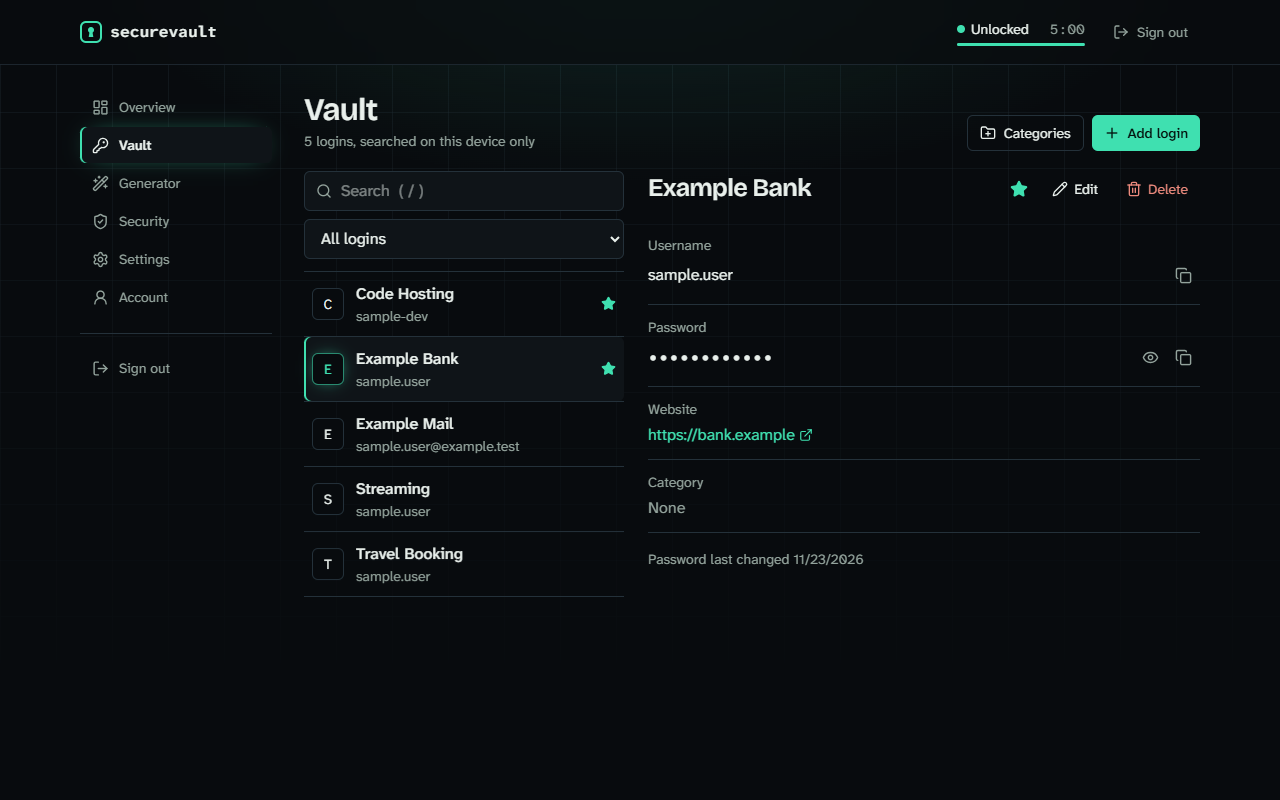 securevault
Unlocked 5:00
Sign out
Overview
Vault
Generator
Security
Settings
Account
Sign out
Vault
5 logins, searched on this device only
Categories
Add login
Search ( / )
All logins
C
Code Hosting
sample-dev
E
Example Bank
sample.user
E
Example Mail
sample.user@example.test
S
Streaming
sample.user
T
Travel Booking
sample.user
Example Bank
Edit
Delete
Username
sample.user
Password
••••••••••••
Website
https://bank.example
Category
None
Password last changed 11/23/2026